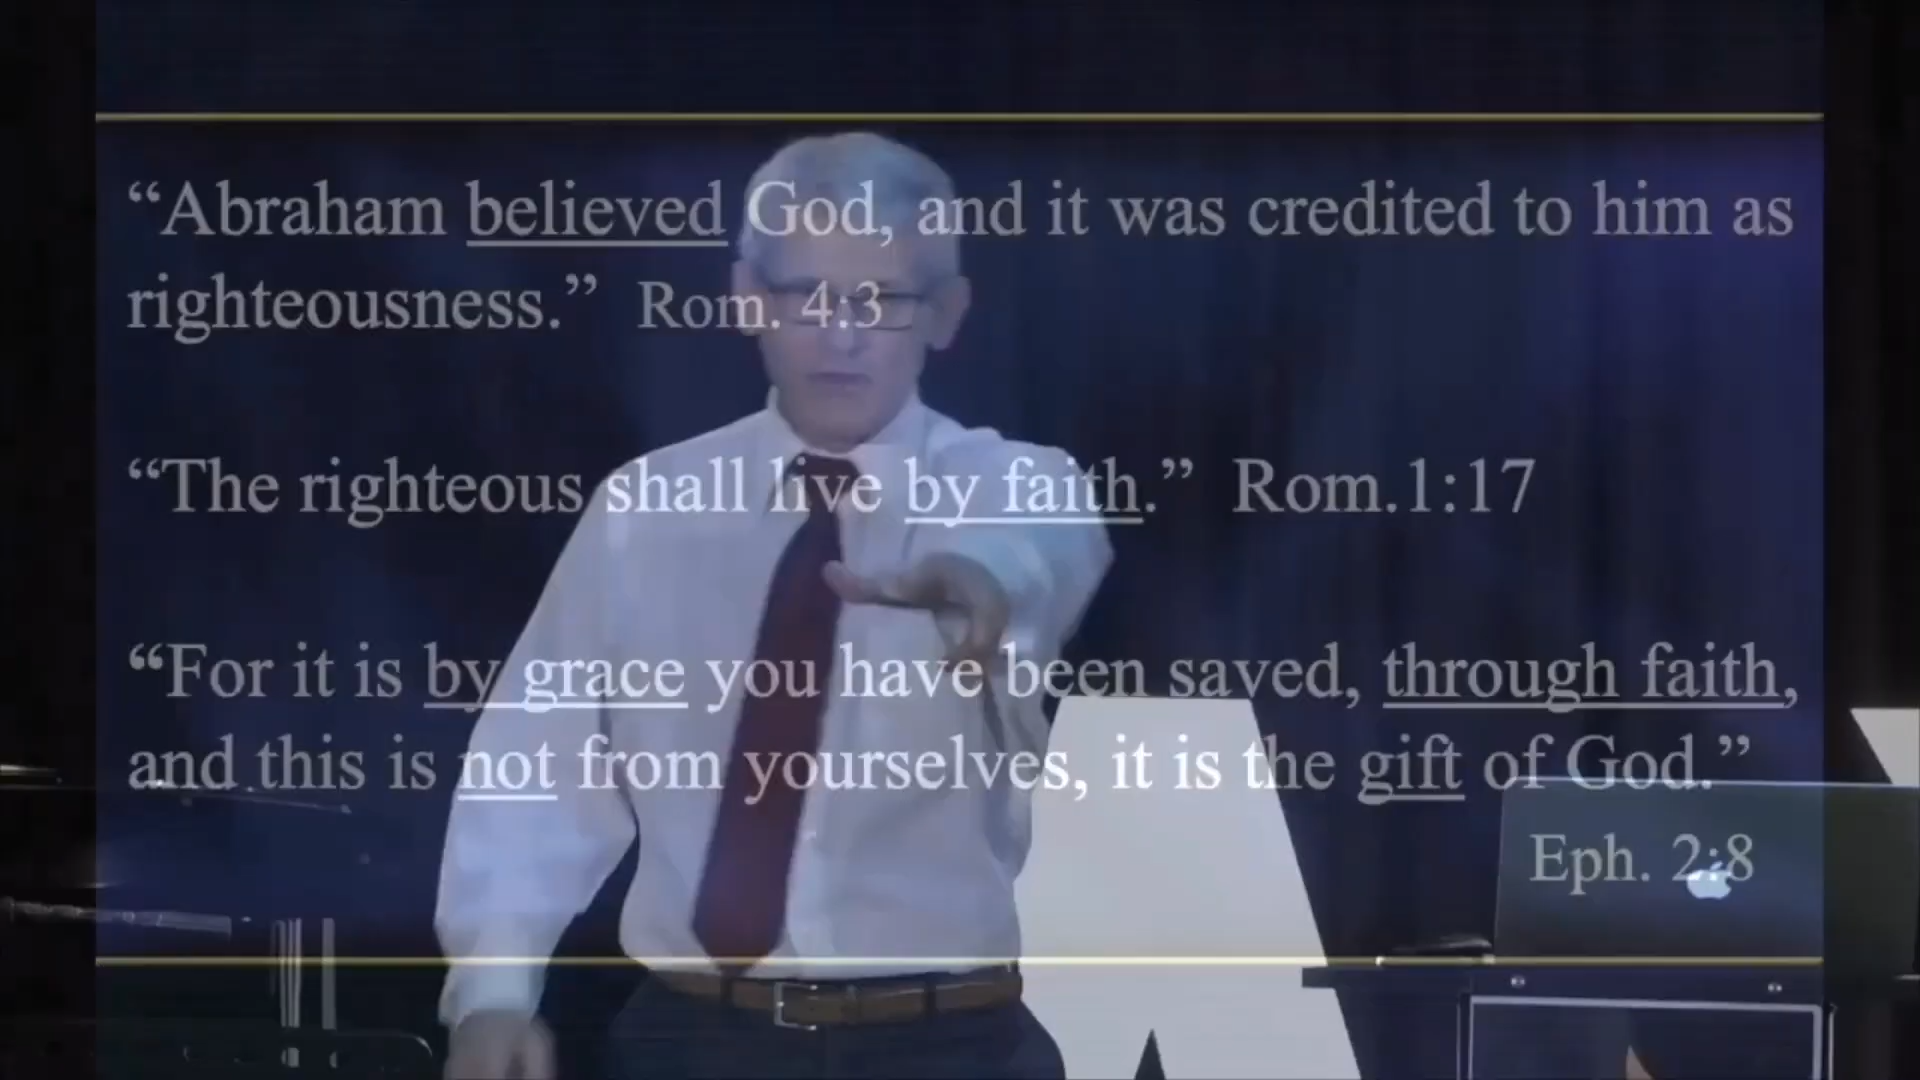 “Abraham believed God, and it was credited to him as
righteousness.” Rom. 4:3
“The righteous shall live by faith.” Rom.1:17
“For it is by grace you have been saved, through faith,
and this is not from yourselves, it is the gift of God.”
Eph. 2:8